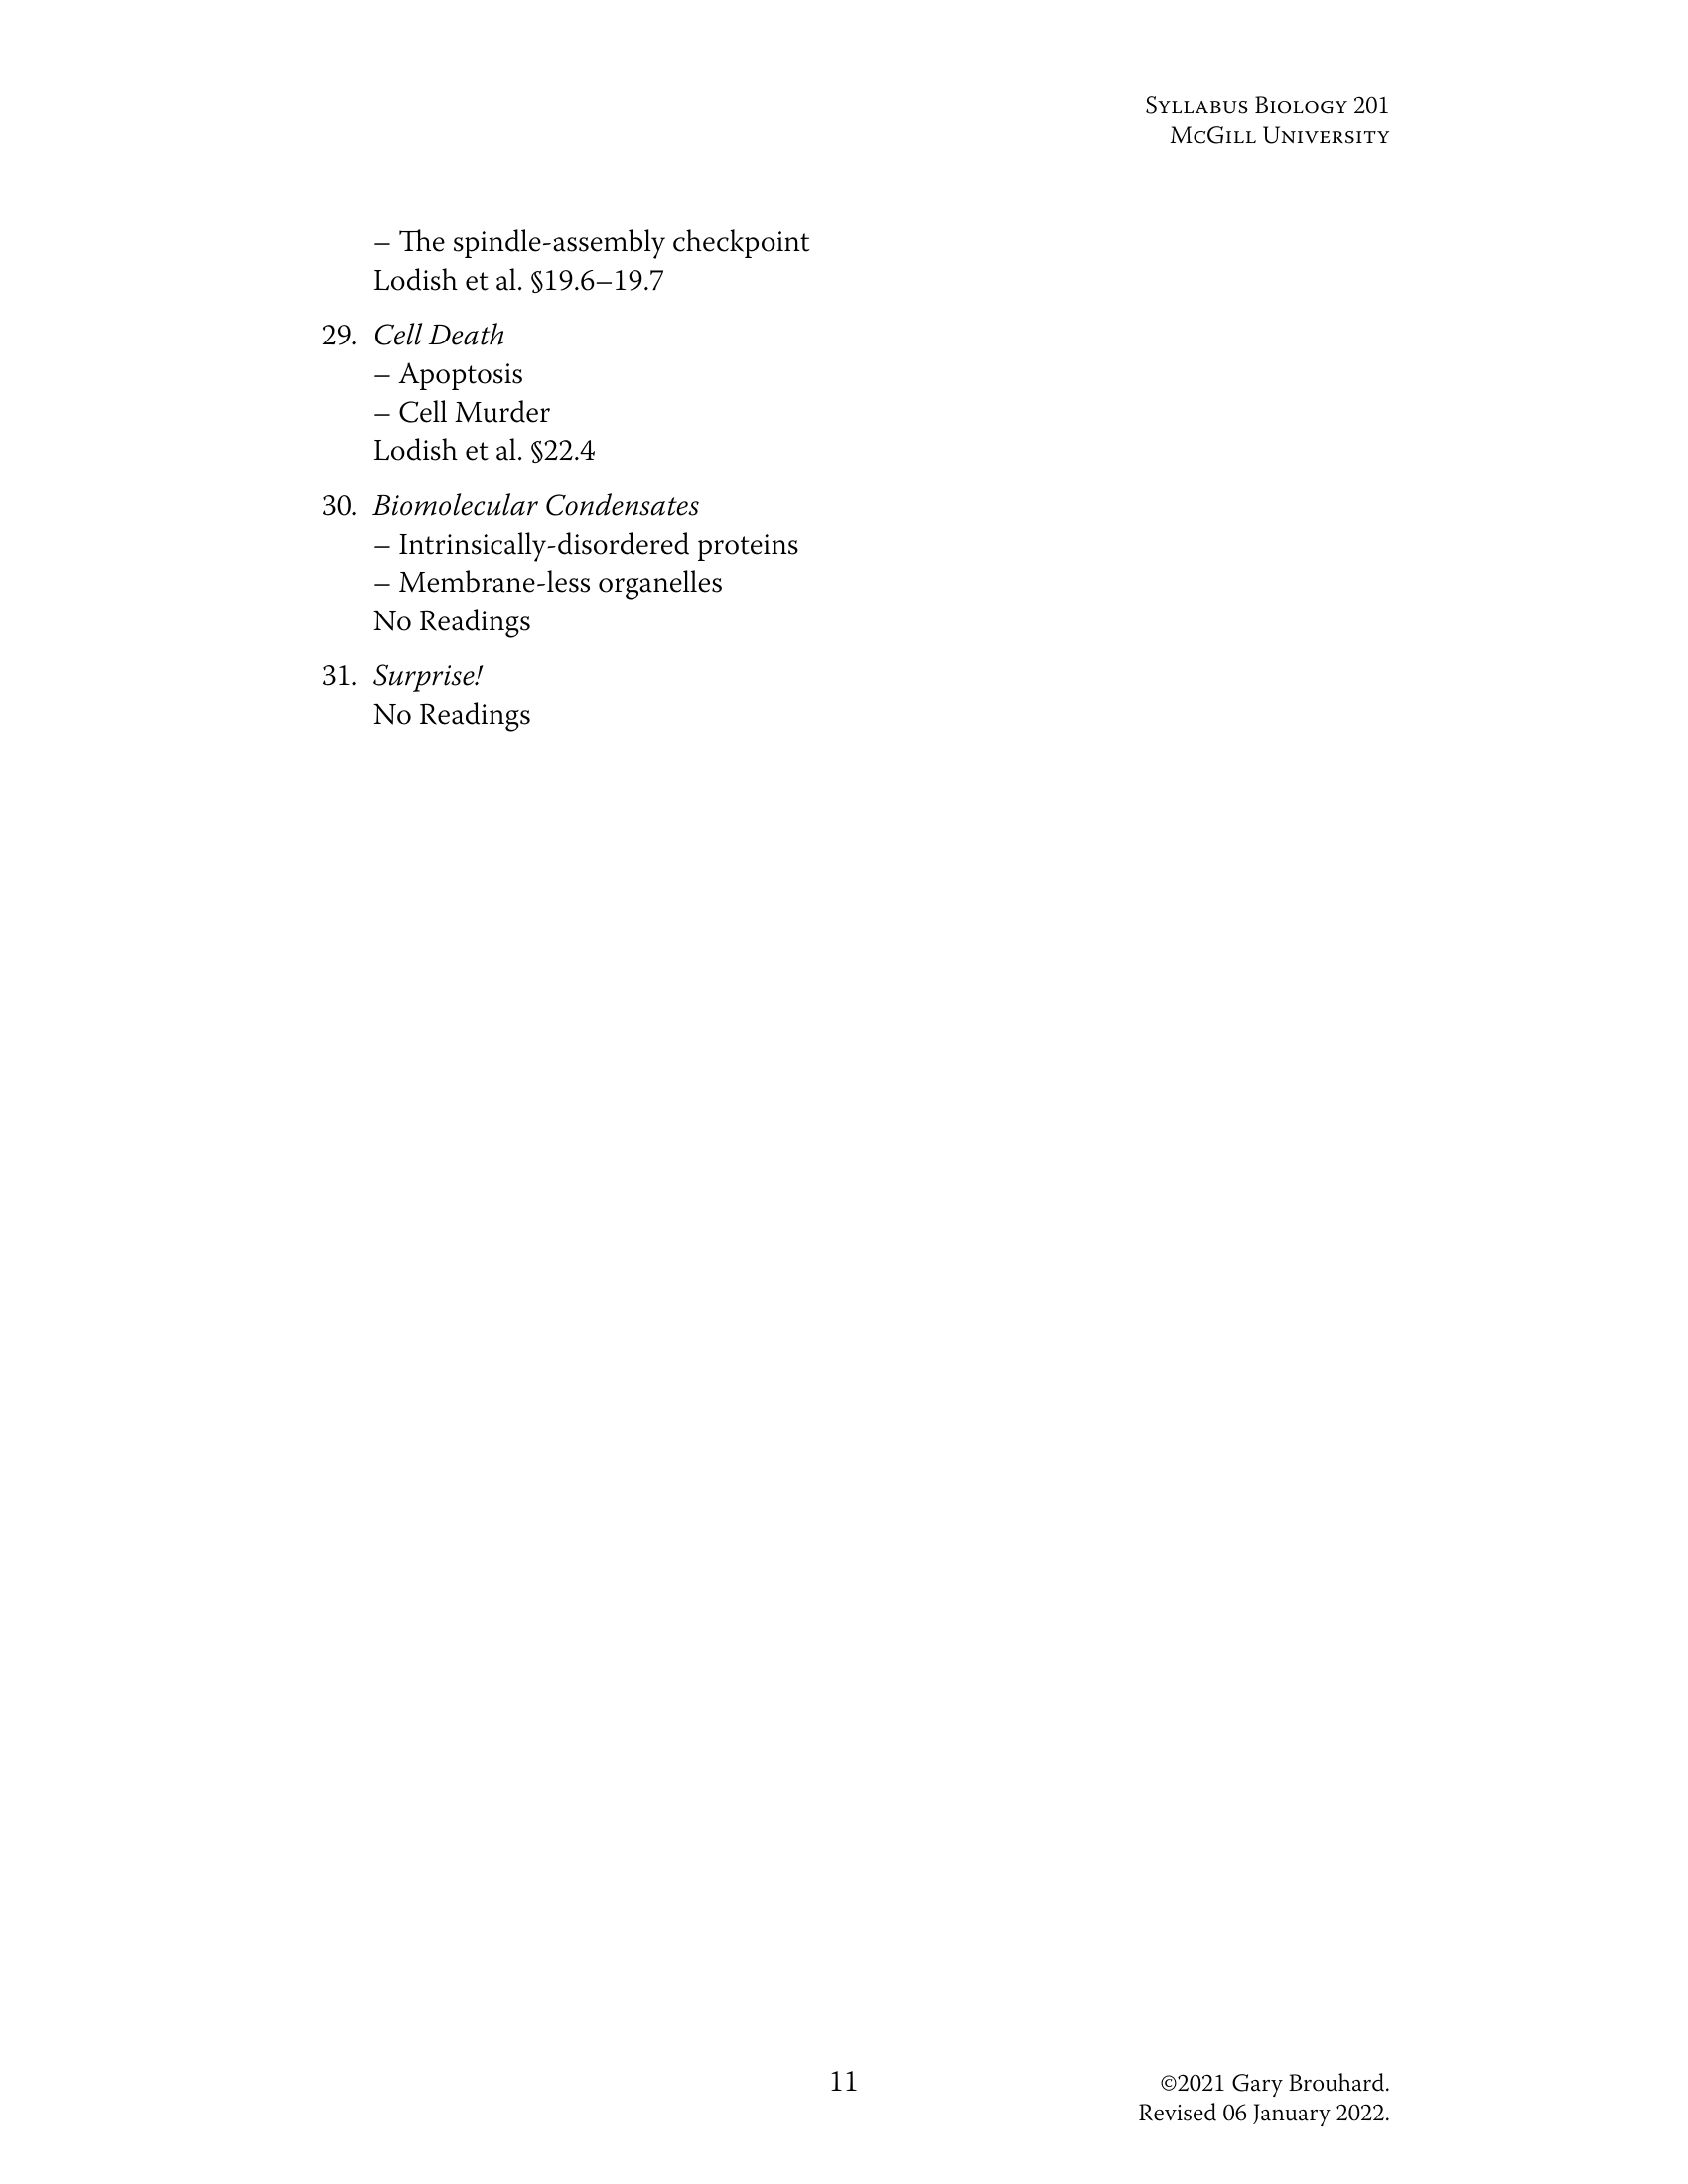 Syllabus Biology 201
McGill University
– The spindle-assembly checkpoint
Lodish et al. §19.6–19.7
29. Cell Death
– Apoptosis
– Cell Murder
Lodish et al. §22.4
30. Biomolecular Condensates
– Intrinsically-disordered proteins
– Membrane-less organelles
No Readings
31. Surprise!
No Readings
11
©2021 Gary Brouhard.
Revised 06 January 2022.